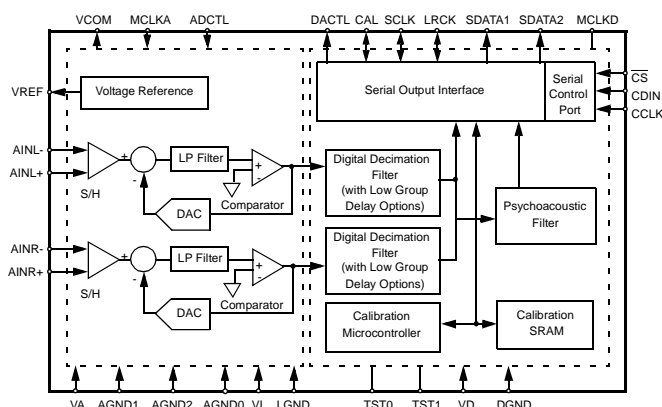 VCOM MCLKA ADCTL DACTL CAL SCLK LRCK SDATA1 SDATA2 MCLKD
VREF
Voltage Reference
Serial Output Interface
Serial
Control
Port
CS
CDIN
CCLK
AINL-
AINL+
S/H
+
-
LP Filter
+
-
Comparator
DAC
Digital Decimation
Filter
(with Low Group
Delay Options)
Psychoacoustic
Filter
AINR-
AINR+
S/H
+
-
LP Filter
+
-
Comparator
DAC
Digital Decimation
Filter
(with Low Group
Delay Options)
Calibration
Microcontroller
Calibration
SRAM
VA AGND1 AGND2 AGND0 VL LGND TST0 TST1 VD DGND